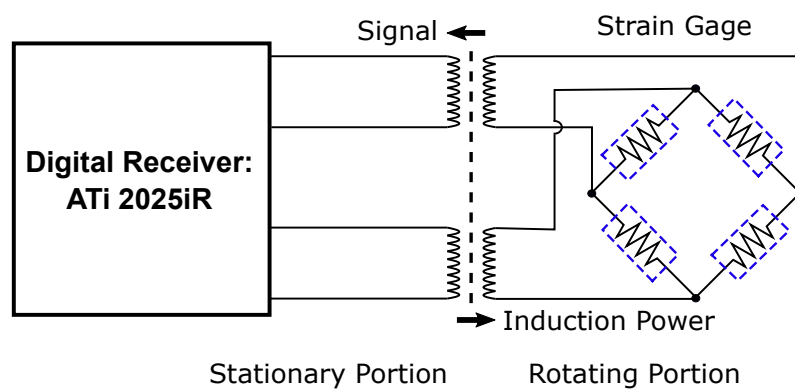 Signal
Strain Gage
Digital Receiver:
ATi 2025iR
Induction Power
Stationary Portion
Rotating Portion